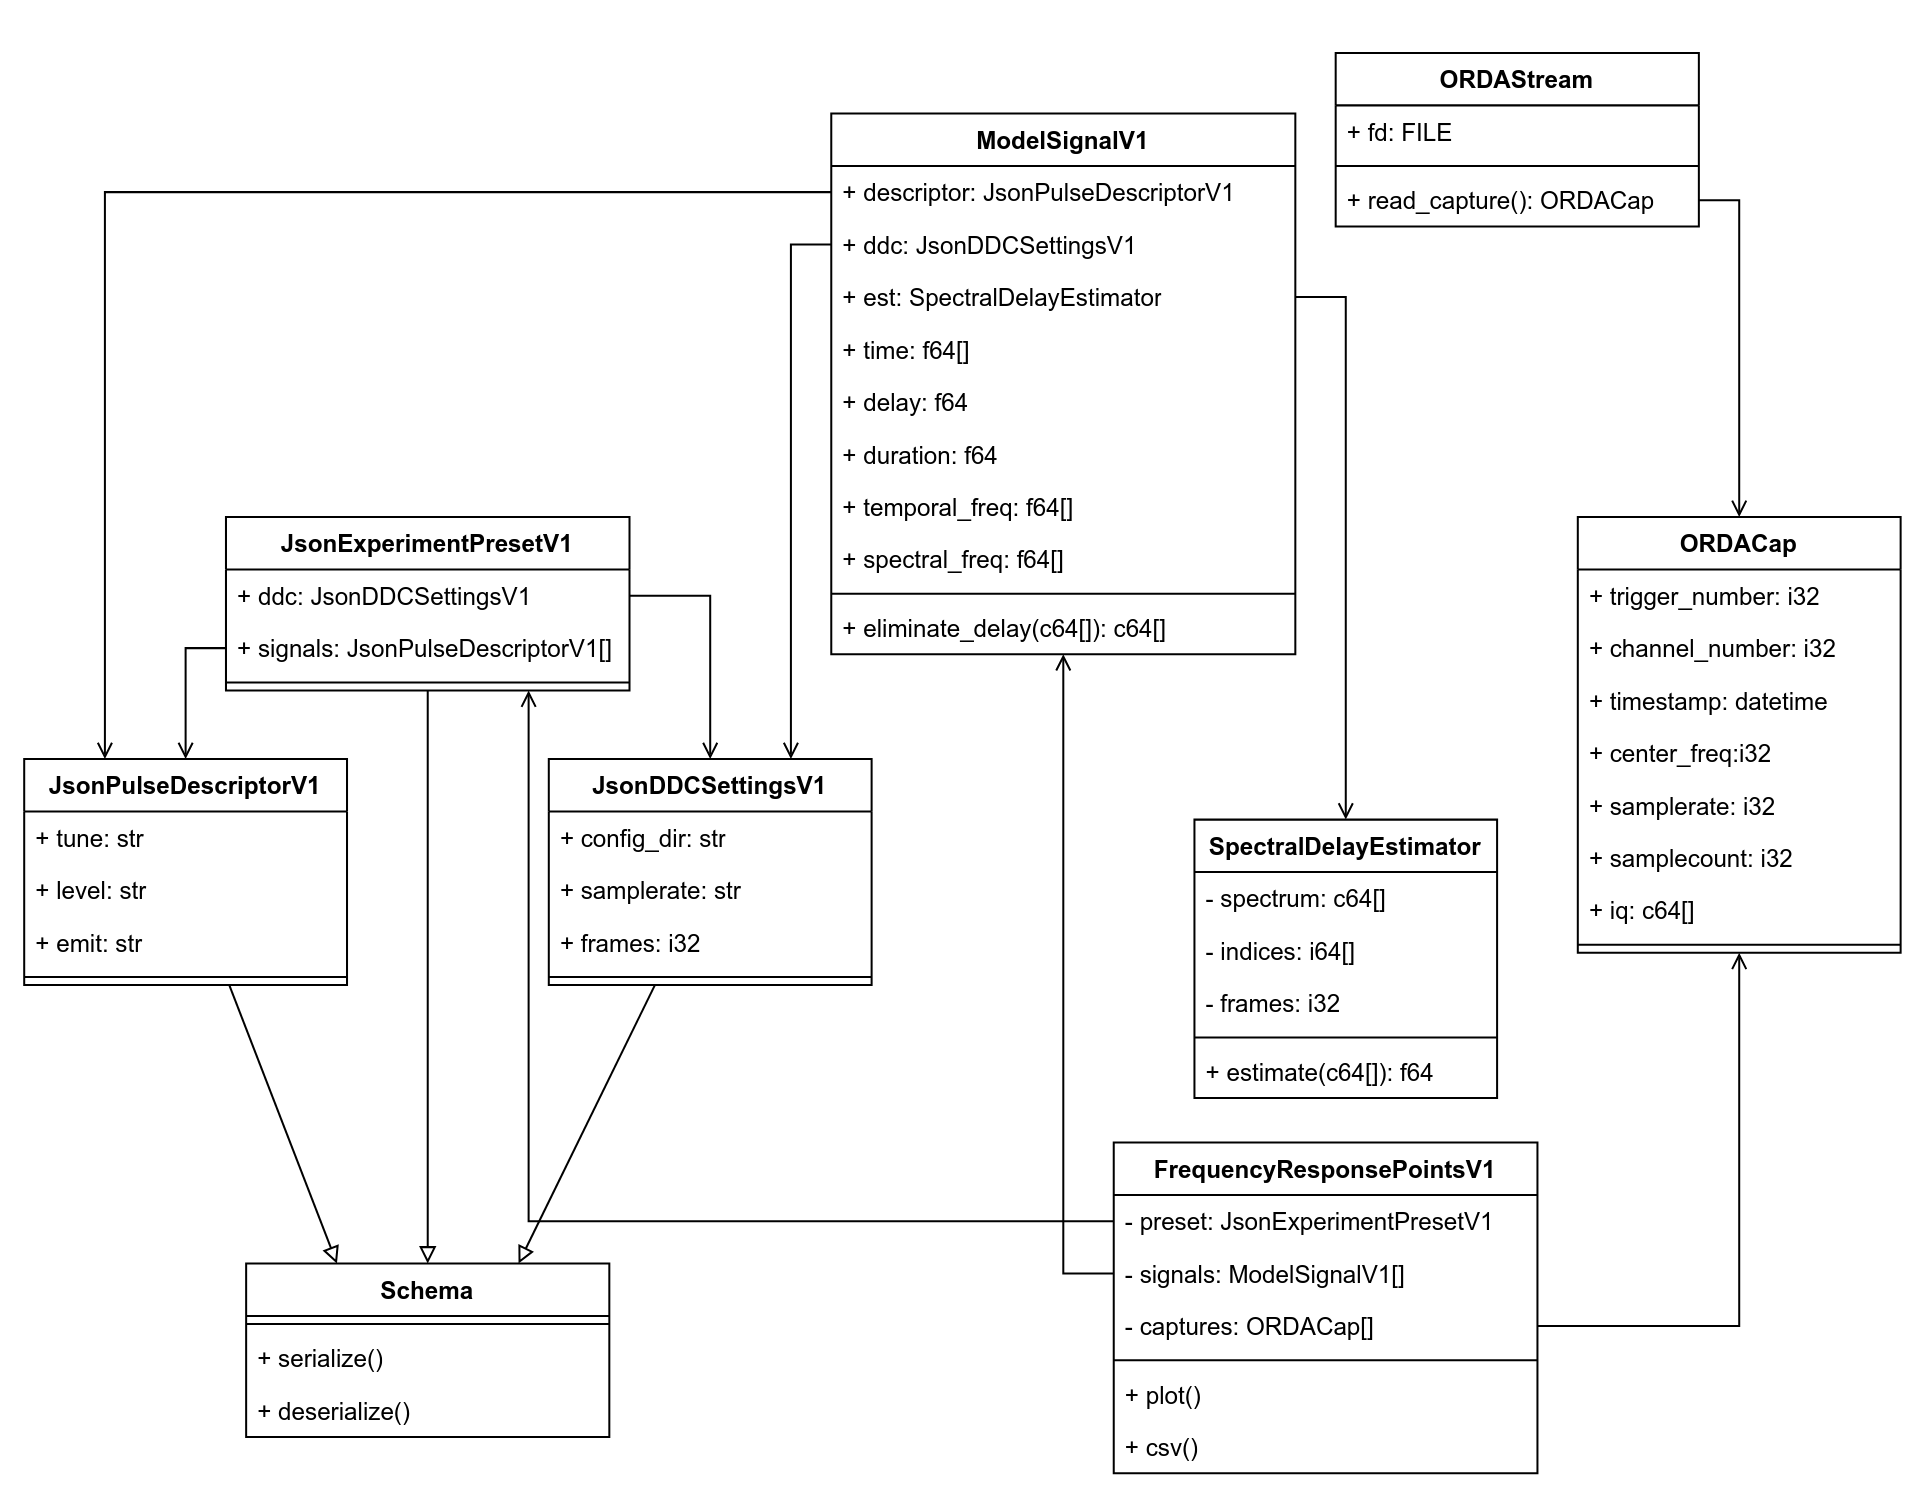 ORDAStream
+ fd: FILE
+ read_capture(): ORDACap
ModelSignalV1
+ descriptor: JsonPulseDescriptorV1
+ ddc: JsonDDCSettingsV1
+ est: SpectralDelayEstimator
+ time: f64[]
+ delay: f64
+ duration: f64
+ temporal_freq: f64[]
+ spectral_freq: f64[]
+ eliminate_delay(c64[]): c64[]
JsonExperimentPresetV1
+ ddc: JsonDDCSettingsV1
+ signals: JsonPulseDescriptorV1[]
ORDACap
+ trigger_number: i32
+ channel_number: i32
+ timestamp: datetime
+ center_freq:i32
+ samplerate: i32
+ samplecount: i32
+ iq: c64[]
JsonPulseDescriptorV1
+ tune: str
+ level: str
+ emit: str
JsonDDCSettingsV1
+ config_dir: str
+ samplerate: str
+ frames: i32
SpectralDelayEstimator
- spectrum: c64[]
- indices: i64[]
- frames: i32
+ estimate(c64[]): f64
FrequencyResponsePointsV1
- preset: JsonExperimentPresetV1
- signals: ModelSignalV1[]
- captures: ORDACap[]
+ plot()
+ csv()
Schema
+ serialize()
+ deserialize()